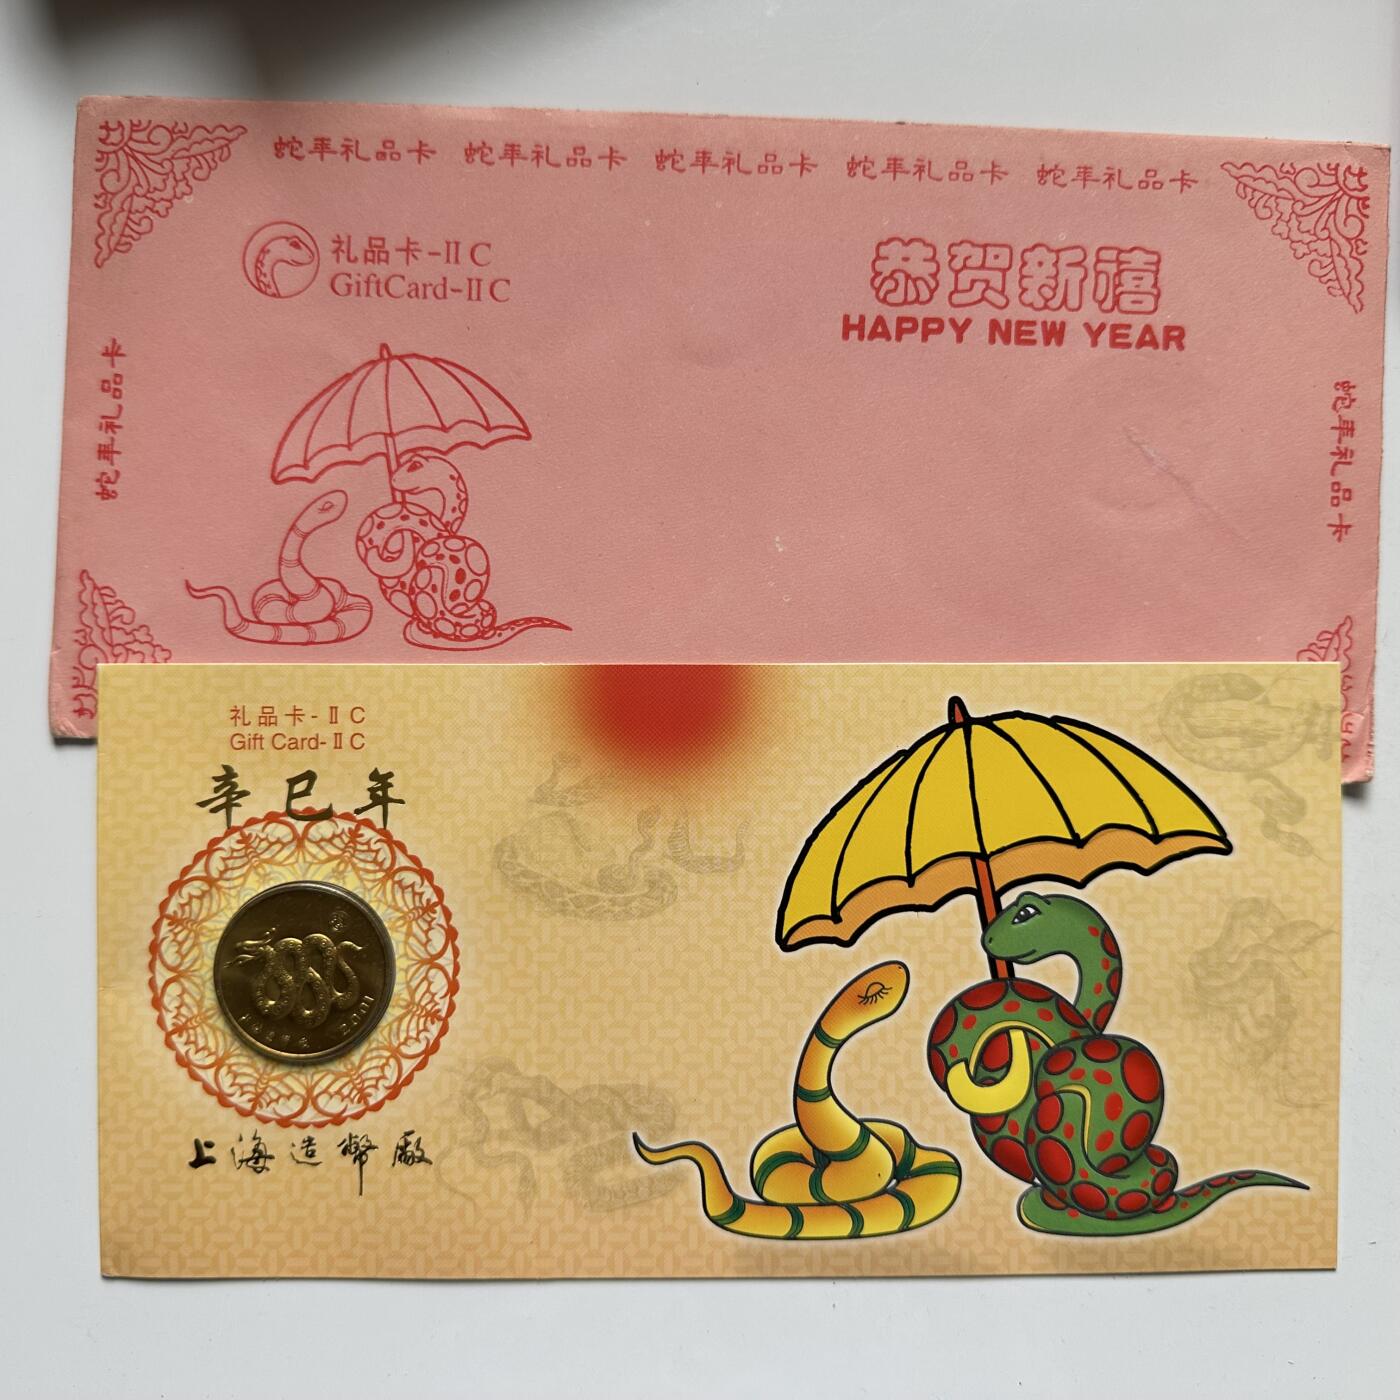 蛇年礼品卡 蛇年礼品卡 蛇年礼品卡 蛇年礼品卡 蛇年礼品卡
礼品卡-ⅡC
GiftCard-ⅡC
恭贺新禧
HAPPY NEW YEAR
蛇年礼品卡
蛇年礼品卡
礼品卡-ⅡC
Gift Card-ⅡC
辛巳年
2001
上海造幣厰